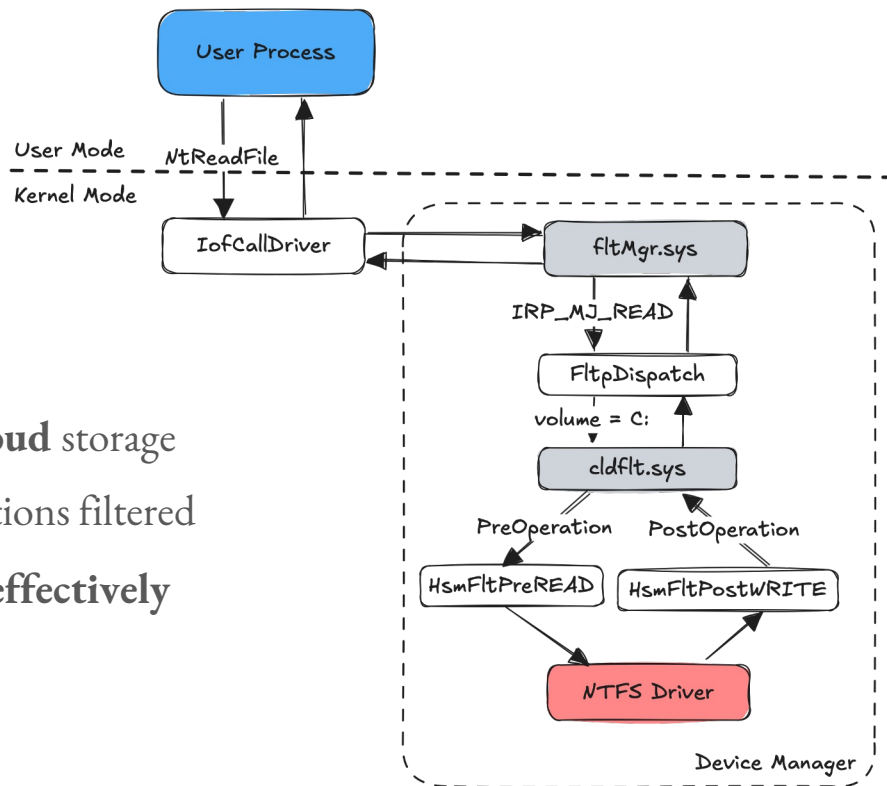 User Process
User Mode
NtReadFile
Kernel Mode
IofCallDriver
fltMgr.sys
IRP_MJ_READ
FltpDispatch
volume = C:
cldflt.sys
PreOperation
PostOperation
HsmFltPreREAD
HsmFltPostWRITE
NTFS Driver
Device Manager
storage
filtered
effectively